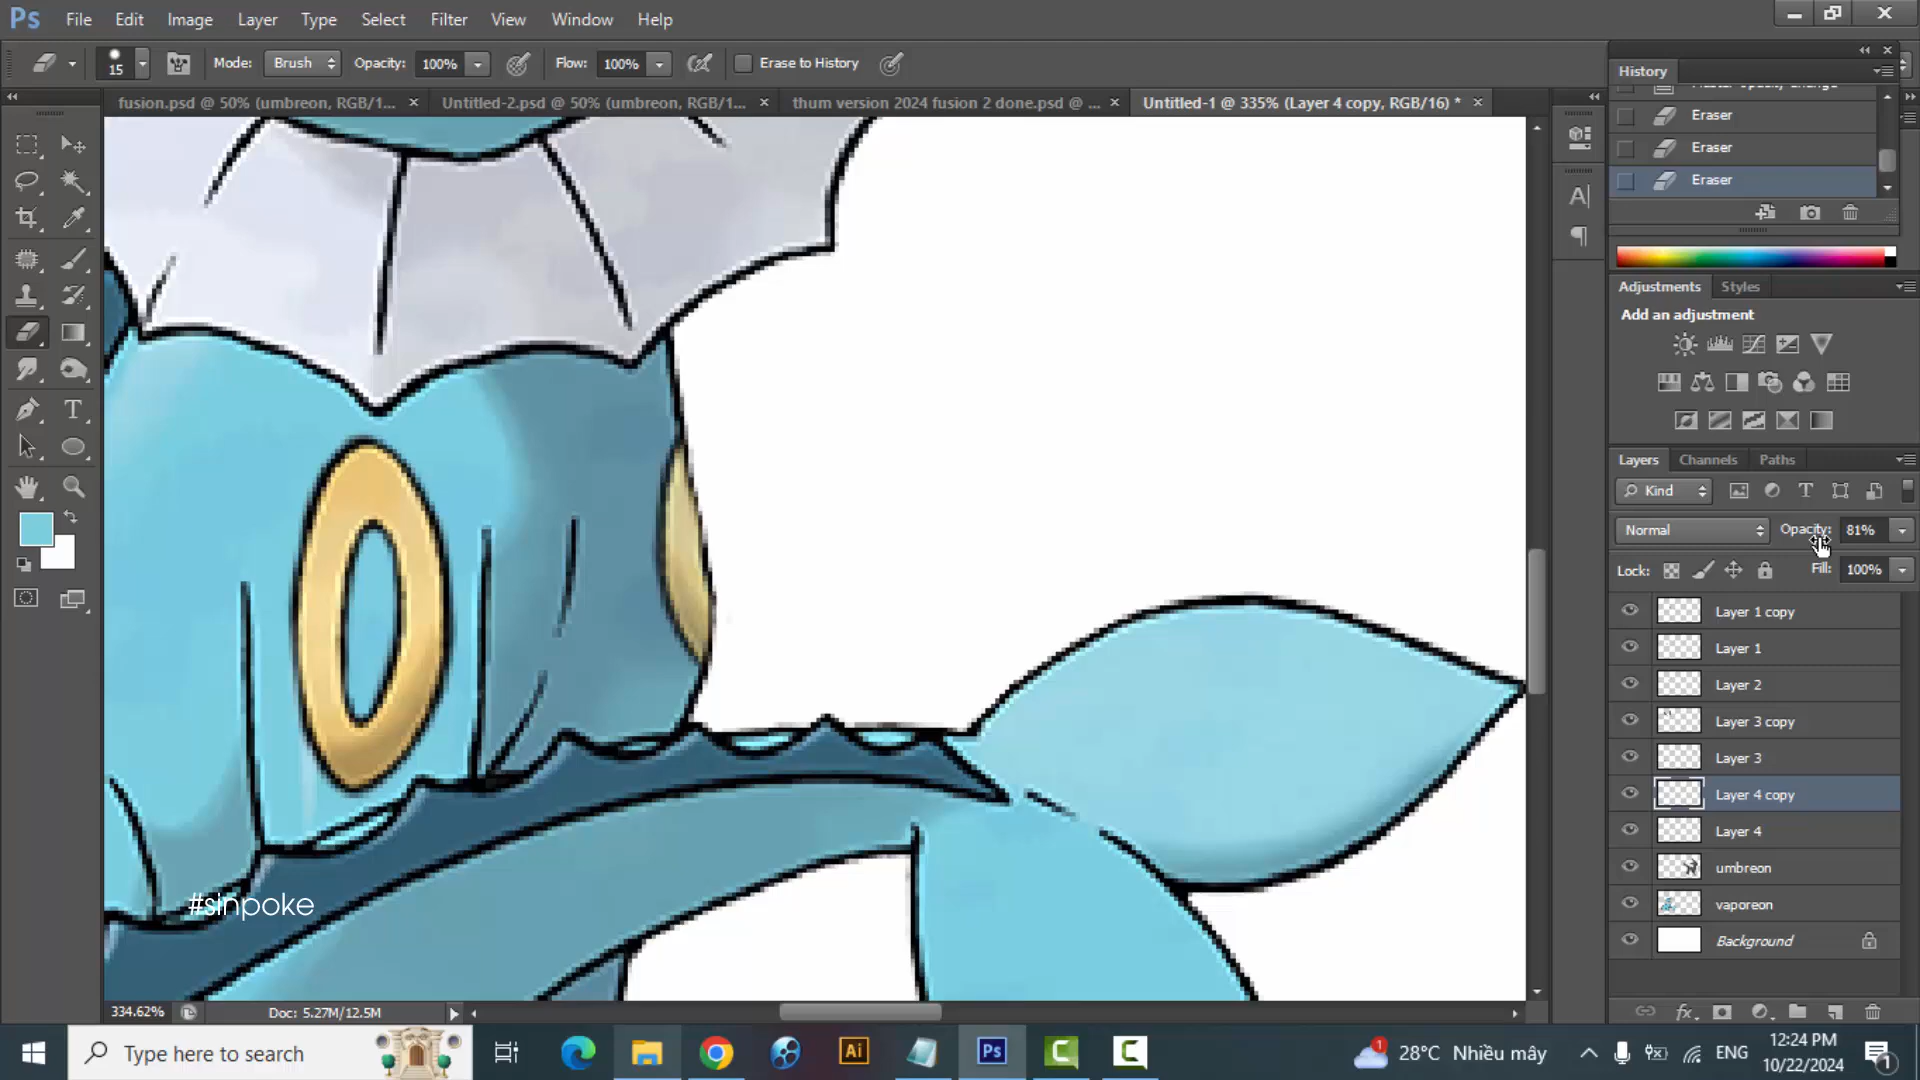 Ps File Edit Image Layer Type Select Filter View Window Help
15 Mode: Brush Opacity: 100% Flow: 100% Erase to History
fusion.psd @ 50% (umbreon, RGB/1... × Untitled-2.psd @ 50% (umbreon, RGB/1... × thum version 2024 fusion 2 done.psd @ ... × Untitled-1 @ 335% (Layer 4 copy, RGB/16) * ×
History
Eraser
Eraser
Eraser
Adjustments Styles
Add an adjustment
Layers Channels Paths
Kind
Normal Opacity: 81%
Lock: Fill: 100%
Layer 1 copy
Layer 1
Layer 2
Layer 3 copy
Layer 3
Layer 4 copy
Layer 4
umbreon
vaporeon
Background
#sinpoke
334.62% Doc: 5.27M/12.5M
Type here to search
28°C Nhiều mây ENG 12:24 PM
10/22/2024